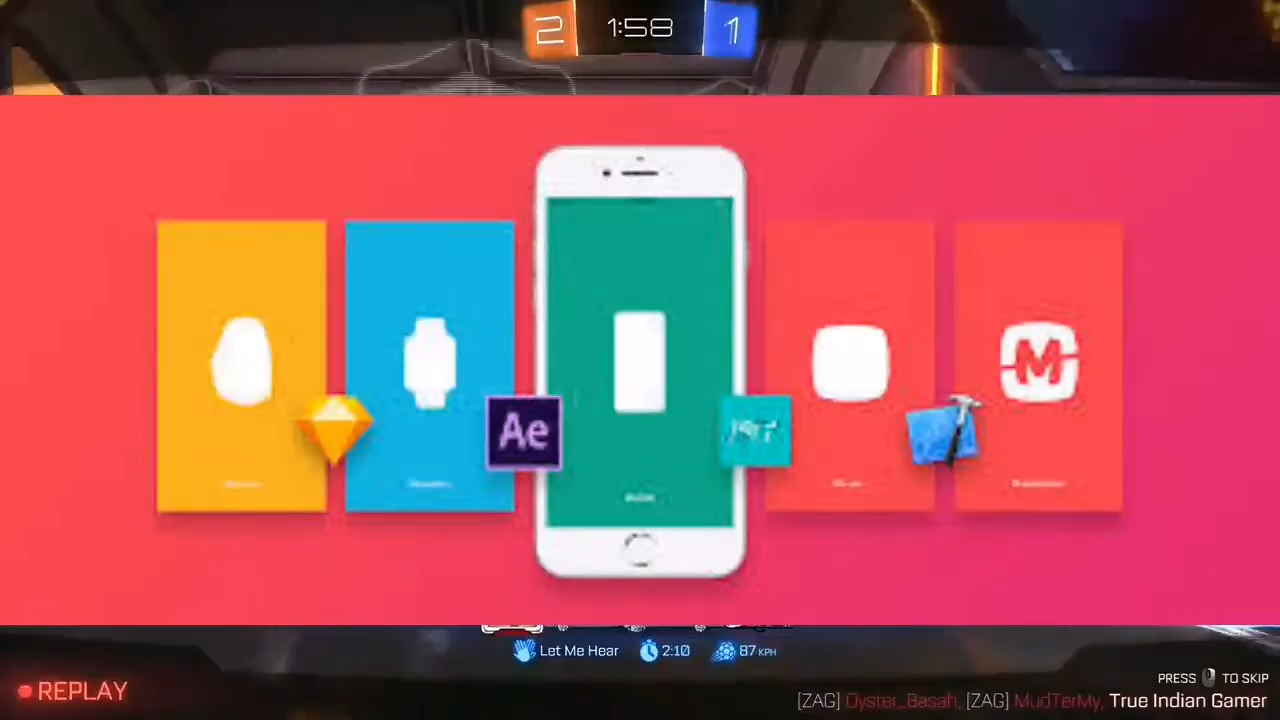 2 1:58 1
Ae
M
Let Me Hear 2:10 87 KPH
REPLAY
PRESS TO SKIP
[ZAG] Oyster_Basah, [ZAG] MudTerMy, True Indian Gamer